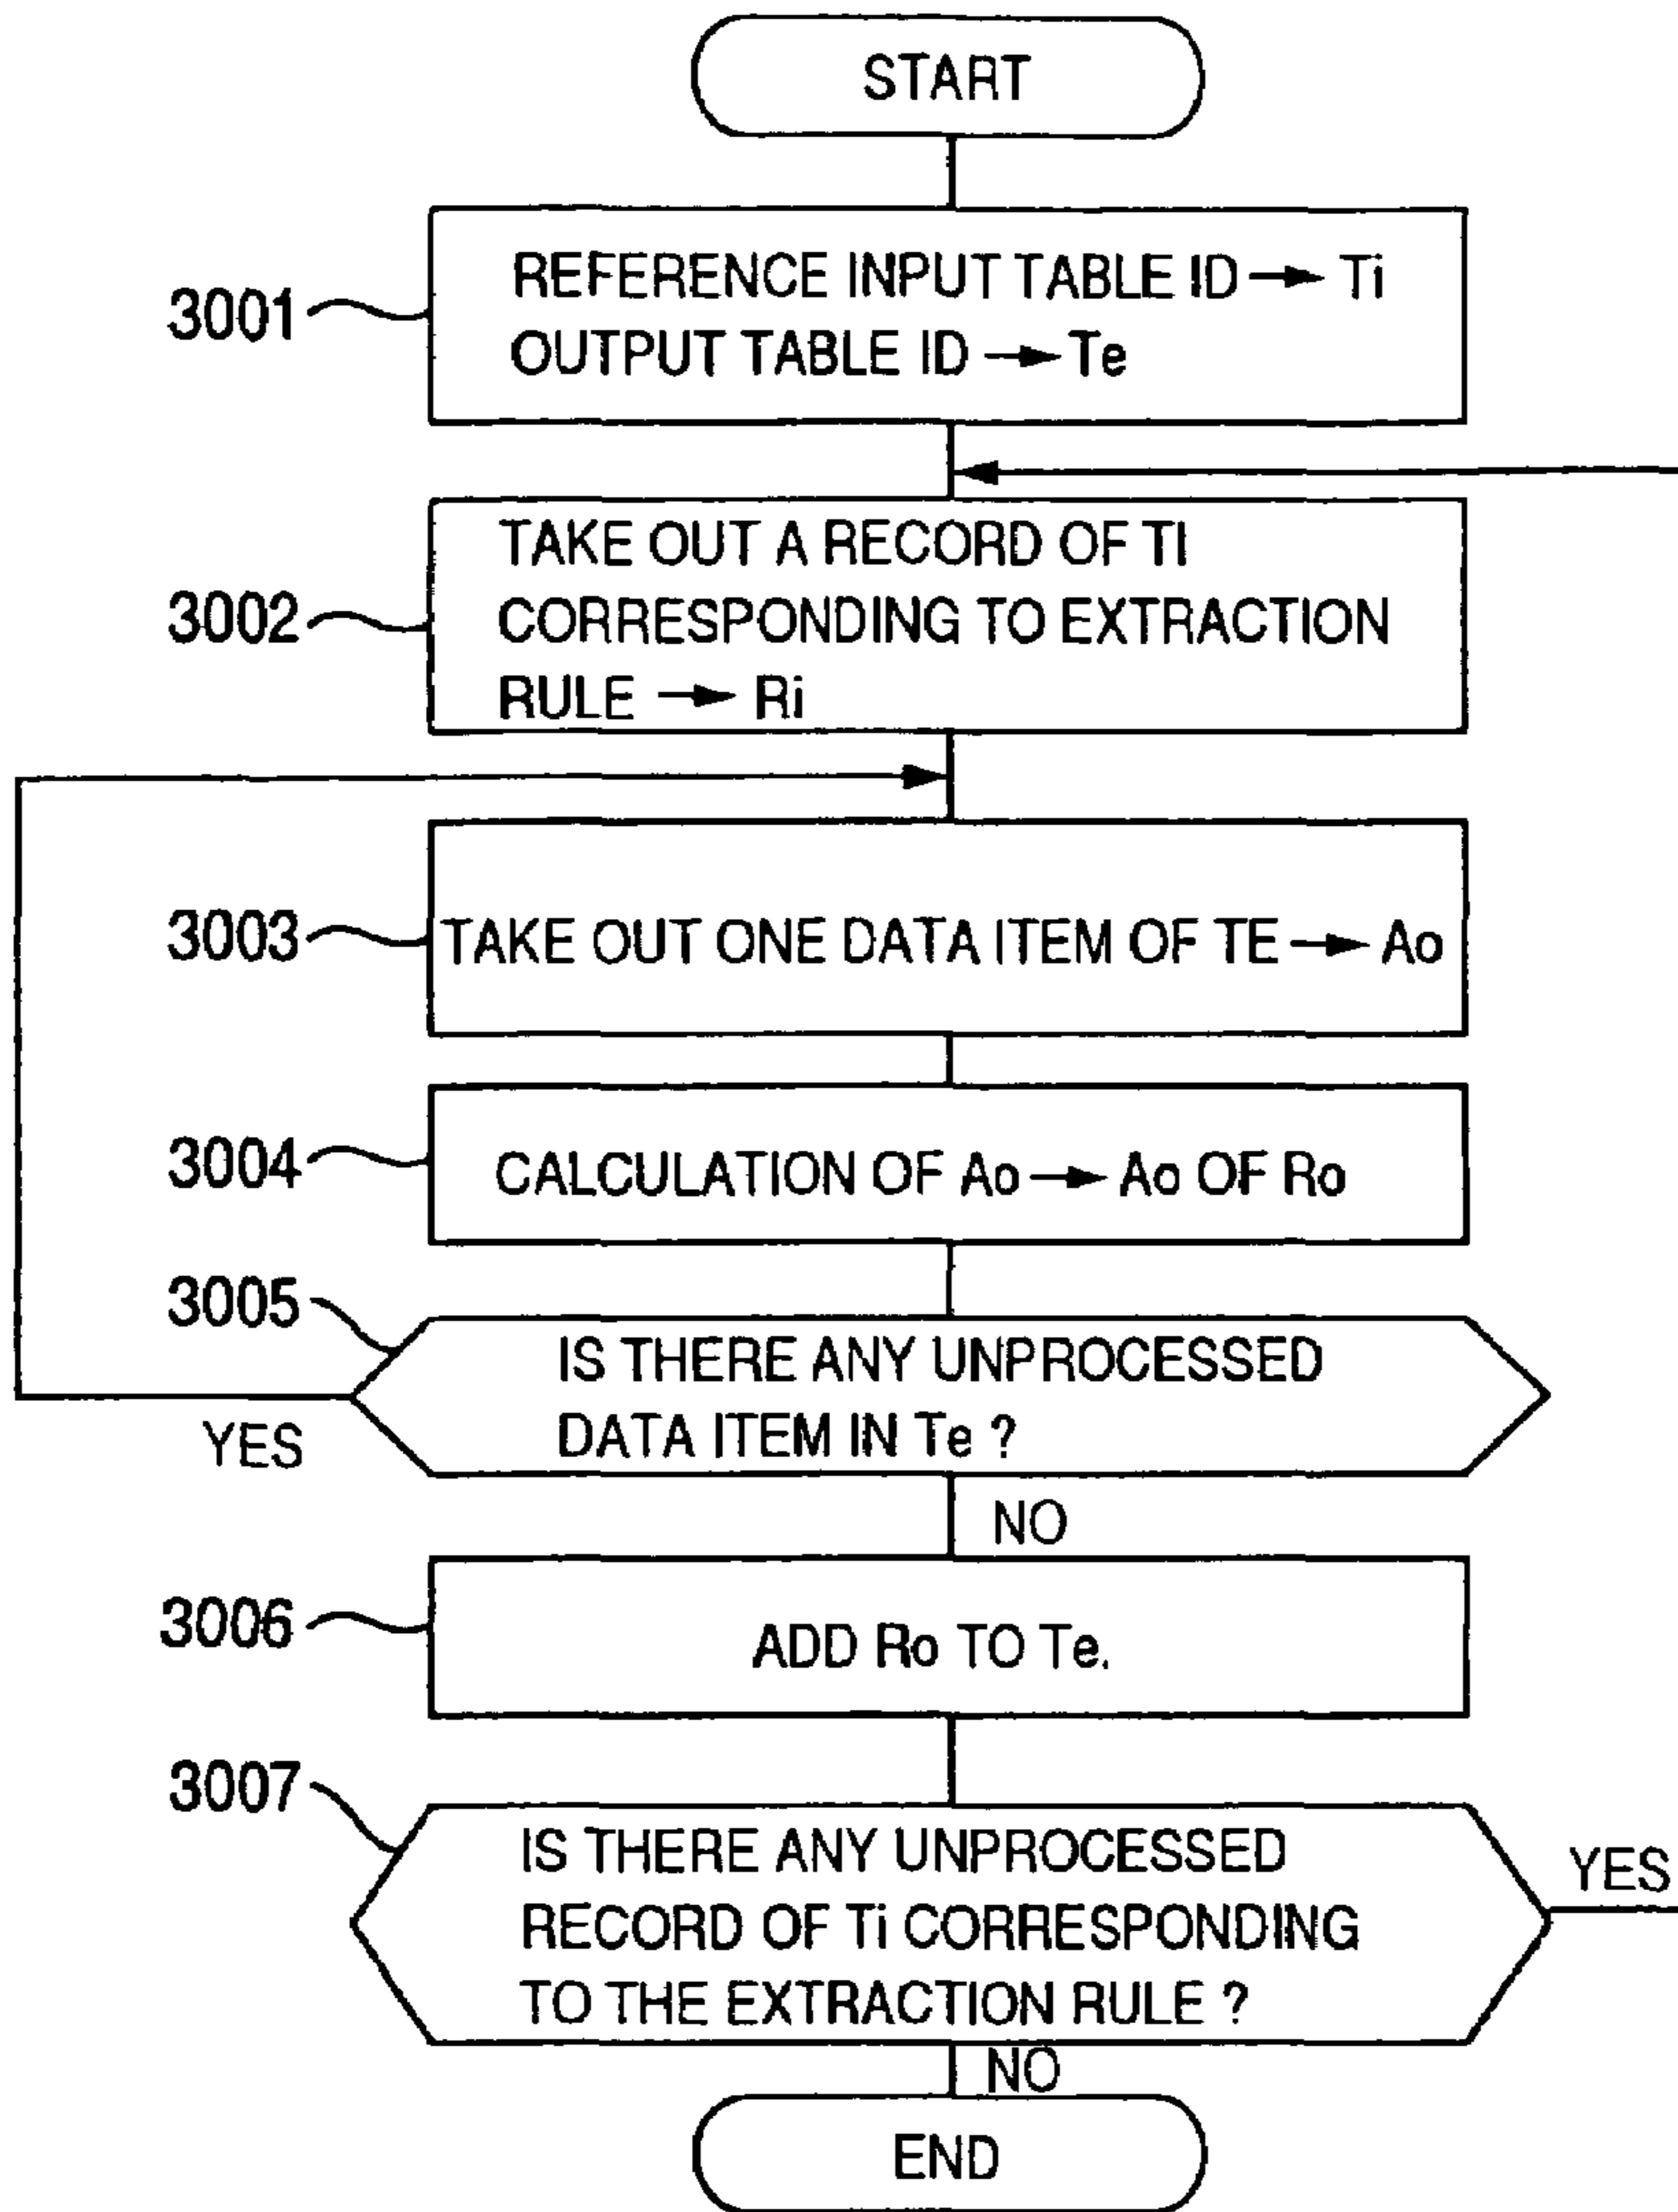 START
3001
REFERENCE INPUT TABLE ID → Ti
OUTPUT TABLE ID → Te
3002
TAKE OUT A RECORD OF TI
CORRESPONDING TO EXTRACTION
RULE → Ri
3003
TAKE OUT ONE DATA ITEM OF TE → Ao
3004
CALCULATION OF Ao → Ao OF Ro
3005
IS THERE ANY UNPROCESSED
DATA ITEM IN Te ?
YES
NO
3006
ADD Ro TO Te.
3007
IS THERE ANY UNPROCESSED
RECORD OF Ti CORRESPONDING
TO THE EXTRACTION RULE ?
YES
NO
END